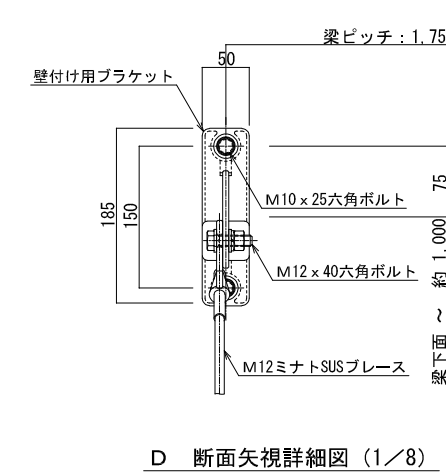 梁ピッチ：1,75
50
壁付け用ブラケット
M10ｘ25六角ボルト
185
150
75
M12ｘ40六角ボルト
梁下面 ～ 約 1,000
M12ミナトSUSブレース
D 断面矢視詳細図（1／8）